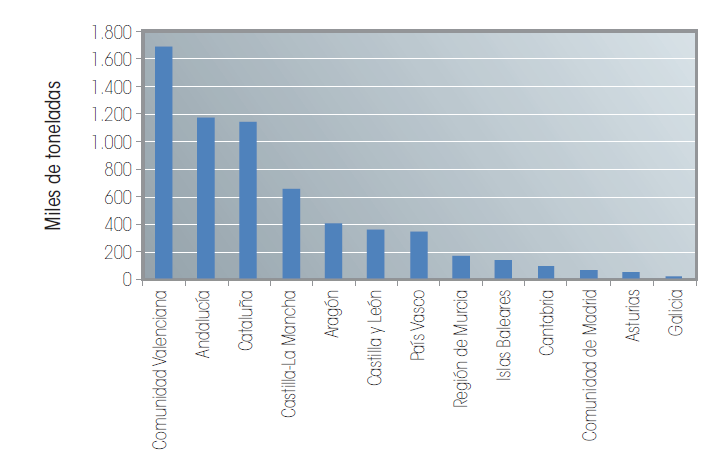 Miles de toneladas
1.800
1.600
1.400
1.200
1.000
800
600
400
200
0
Comunidad Valenciana
Andalucía
Cataluña
Castilla-La Mancha
Aragón
Castilla y León
País Vasco
Región de Murcia
Islas Baleares
Cantabria
Comunidad de Madrid
Asturias
Galicia